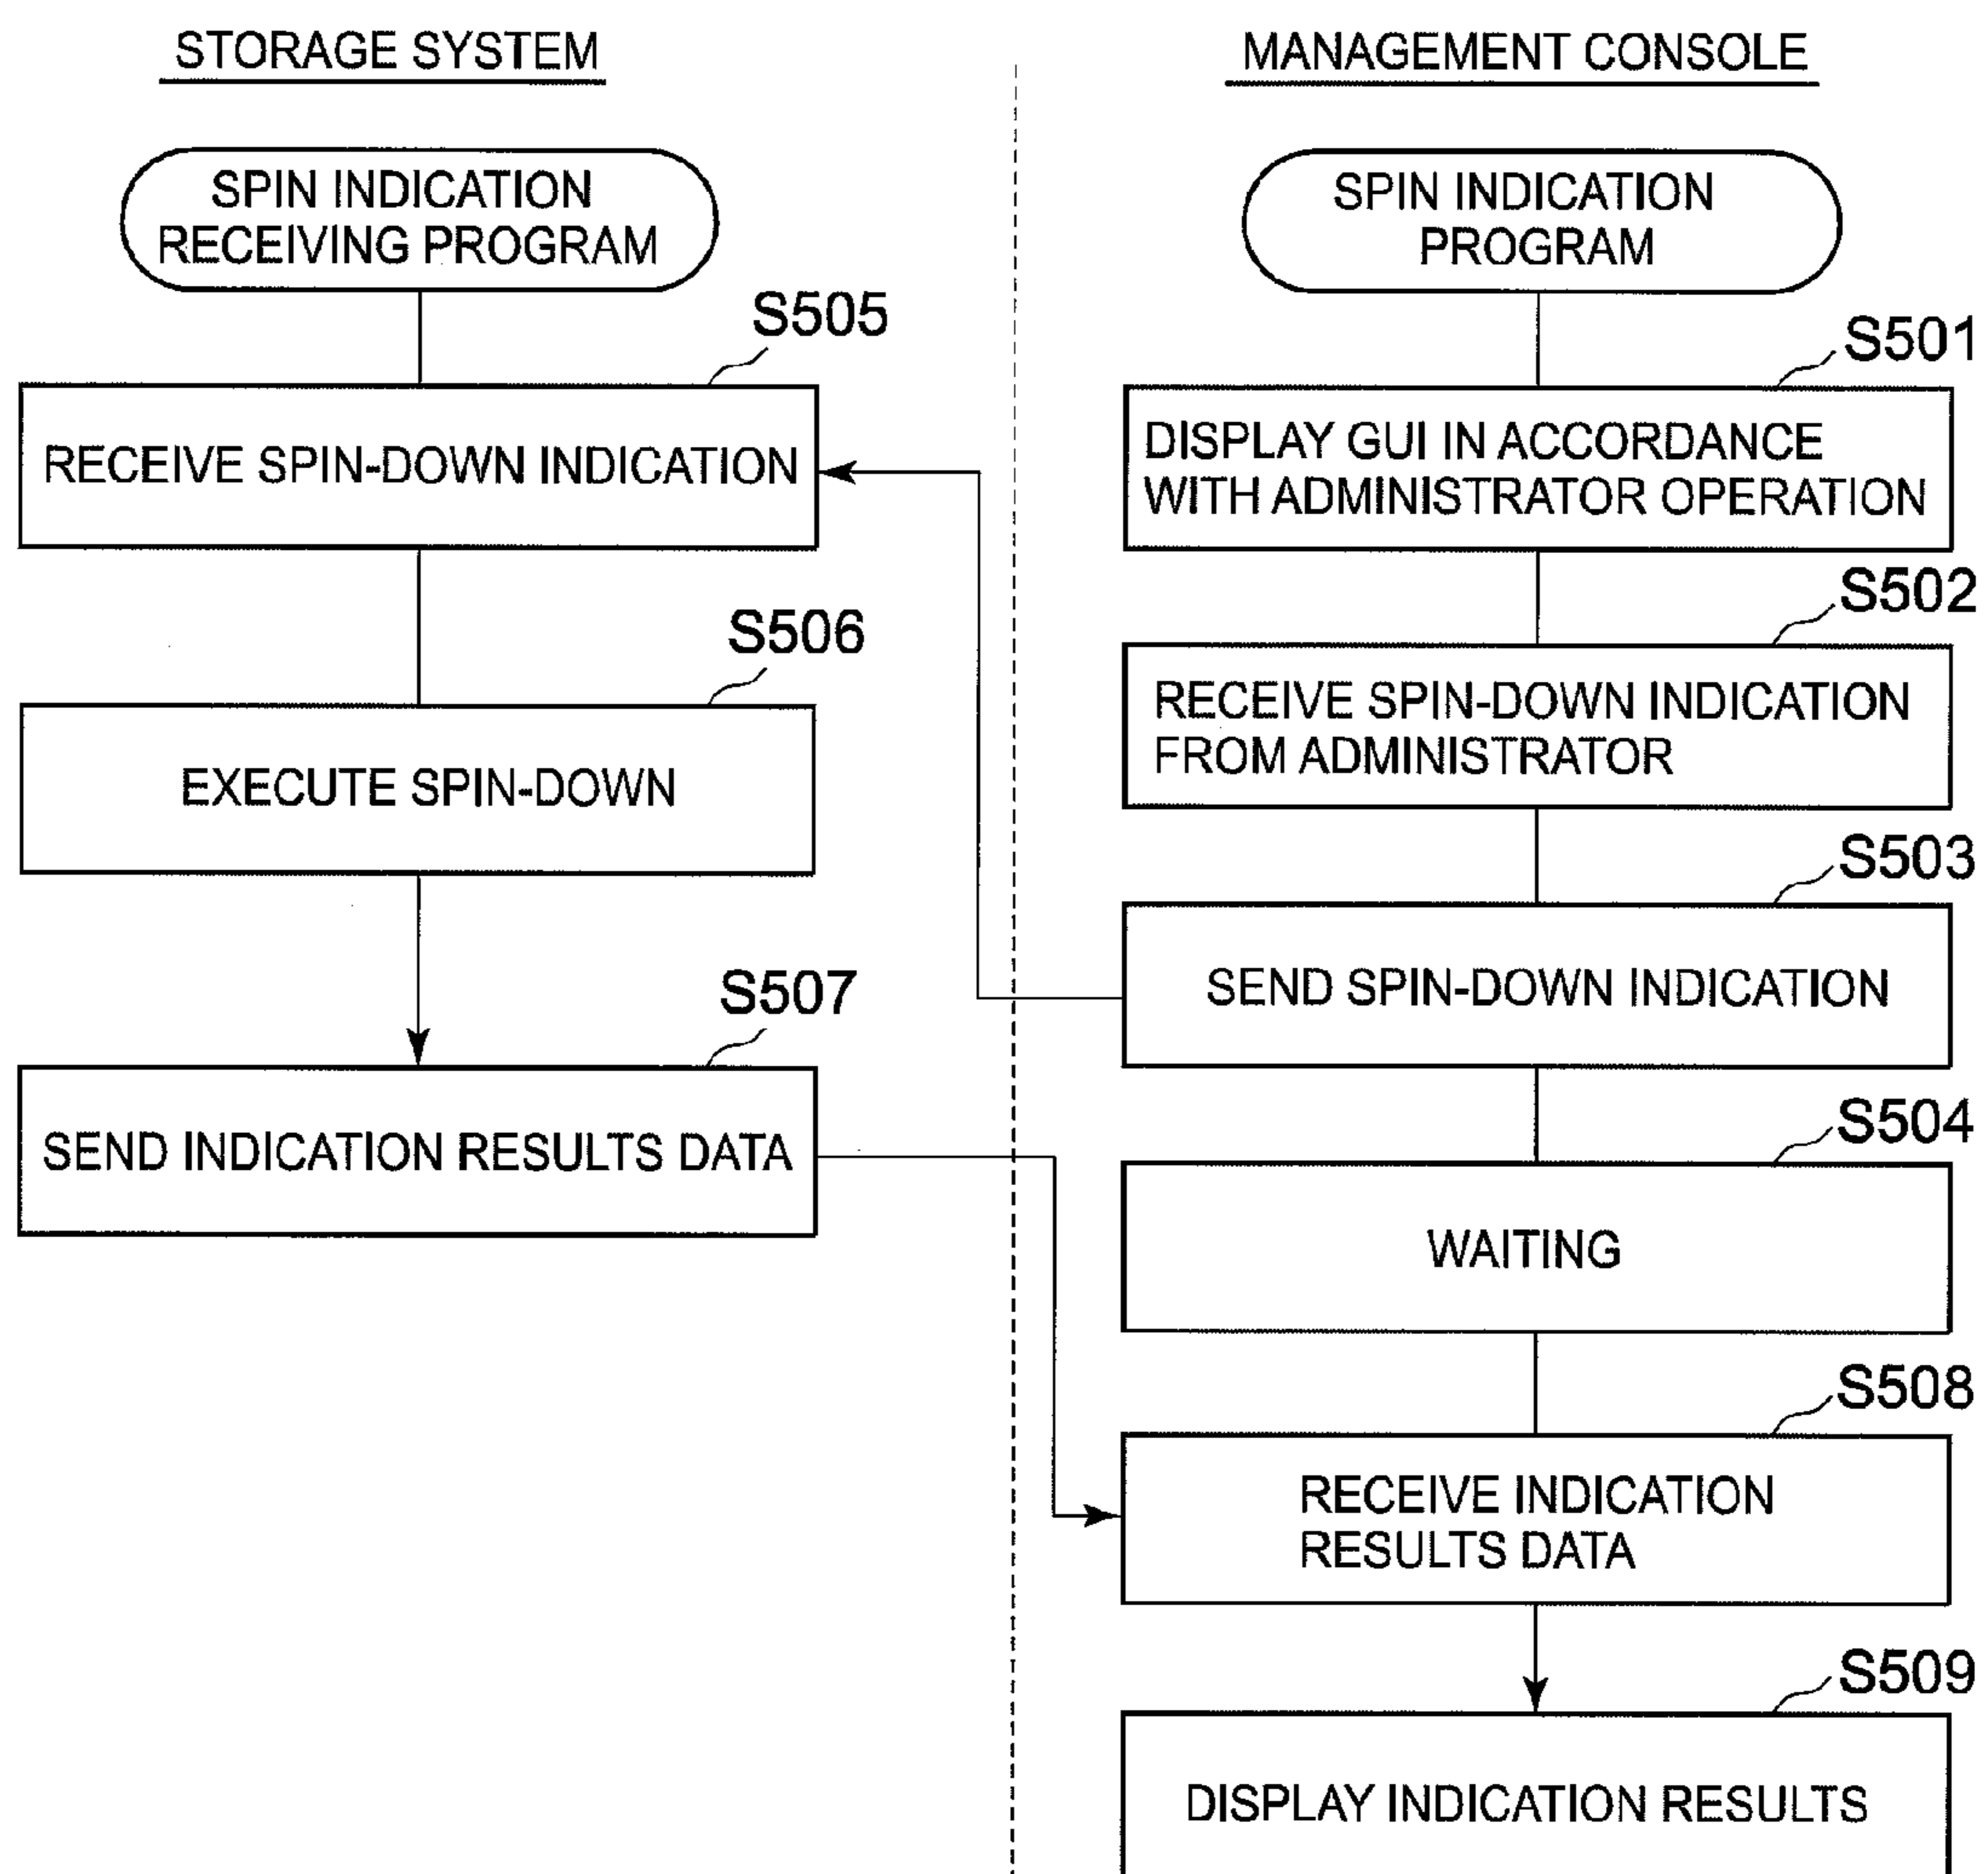 STORAGE SYSTEM
SPIN INDICATION
RECEIVING PROGRAM
S505
RECEIVE SPIN-DOWN INDICATION
S506
EXECUTE SPIN-DOWN
S507
SEND INDICATION RESULTS DATA
MANAGEMENT CONSOLE
SPIN INDICATION
PROGRAM
S501
DISPLAY GUI IN ACCORDANCE
WITH ADMINISTRATOR OPERATION
S502
RECEIVE SPIN-DOWN INDICATION
FROM ADMINISTRATOR
S503
SEND SPIN-DOWN INDICATION
S504
WAITING
S508
RECEIVE INDICATION
RESULTS DATA
S509
DISPLAY INDICATION RESULTS